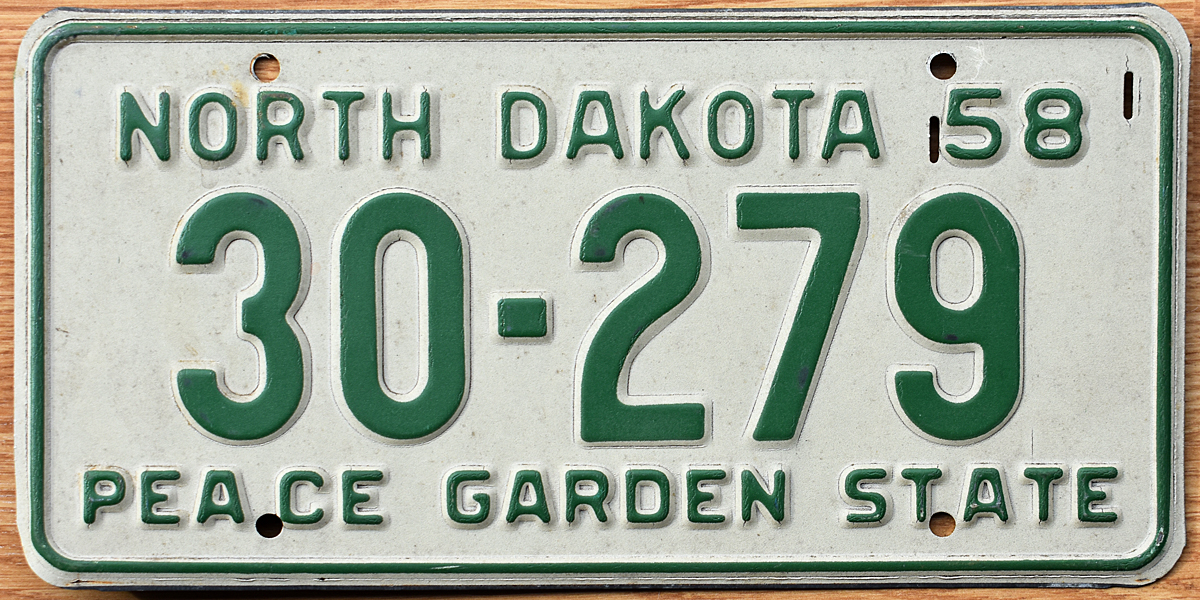 NORTH DAKOTA 58
30-279
PEACE GARDEN STATE